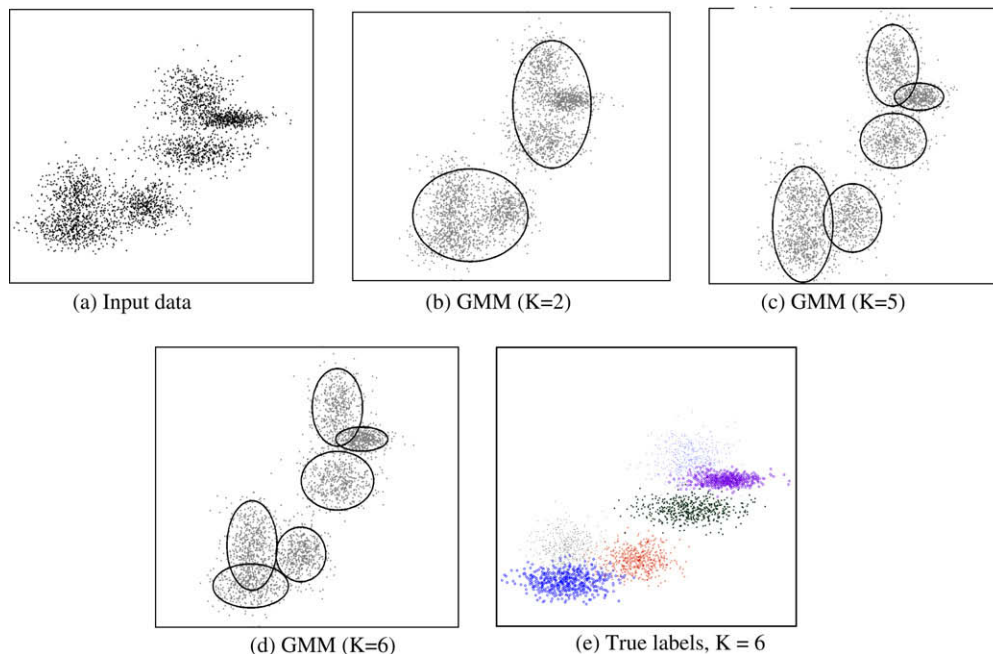 (a) Input data
(b) GMM (K=2)
(c) GMM (K=5)
(d) GMM (K=6)
(e) True labels, K = 6